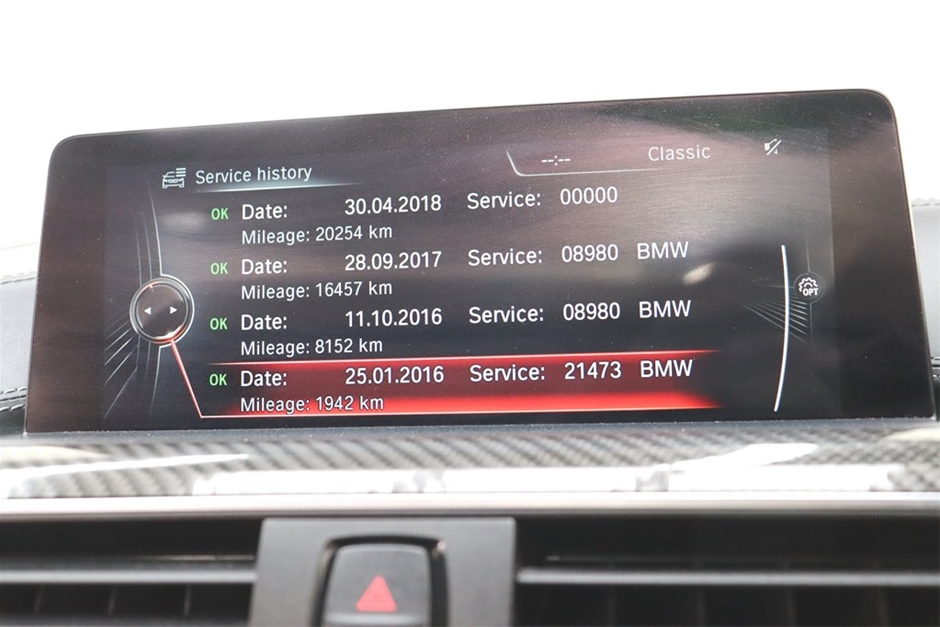 Service history --:-- Classic
OK Date: 30.04.2018 Service: 00000
Mileage: 20254 km
OK Date: 28.09.2017 Service: 08980 BMW
Mileage: 16457 km
OPT
OK Date: 11.10.2016 Service: 08980 BMW
Mileage: 8152 km
OK Date: 25.01.2016 Service: 21473 BMW
Mileage: 1942 km